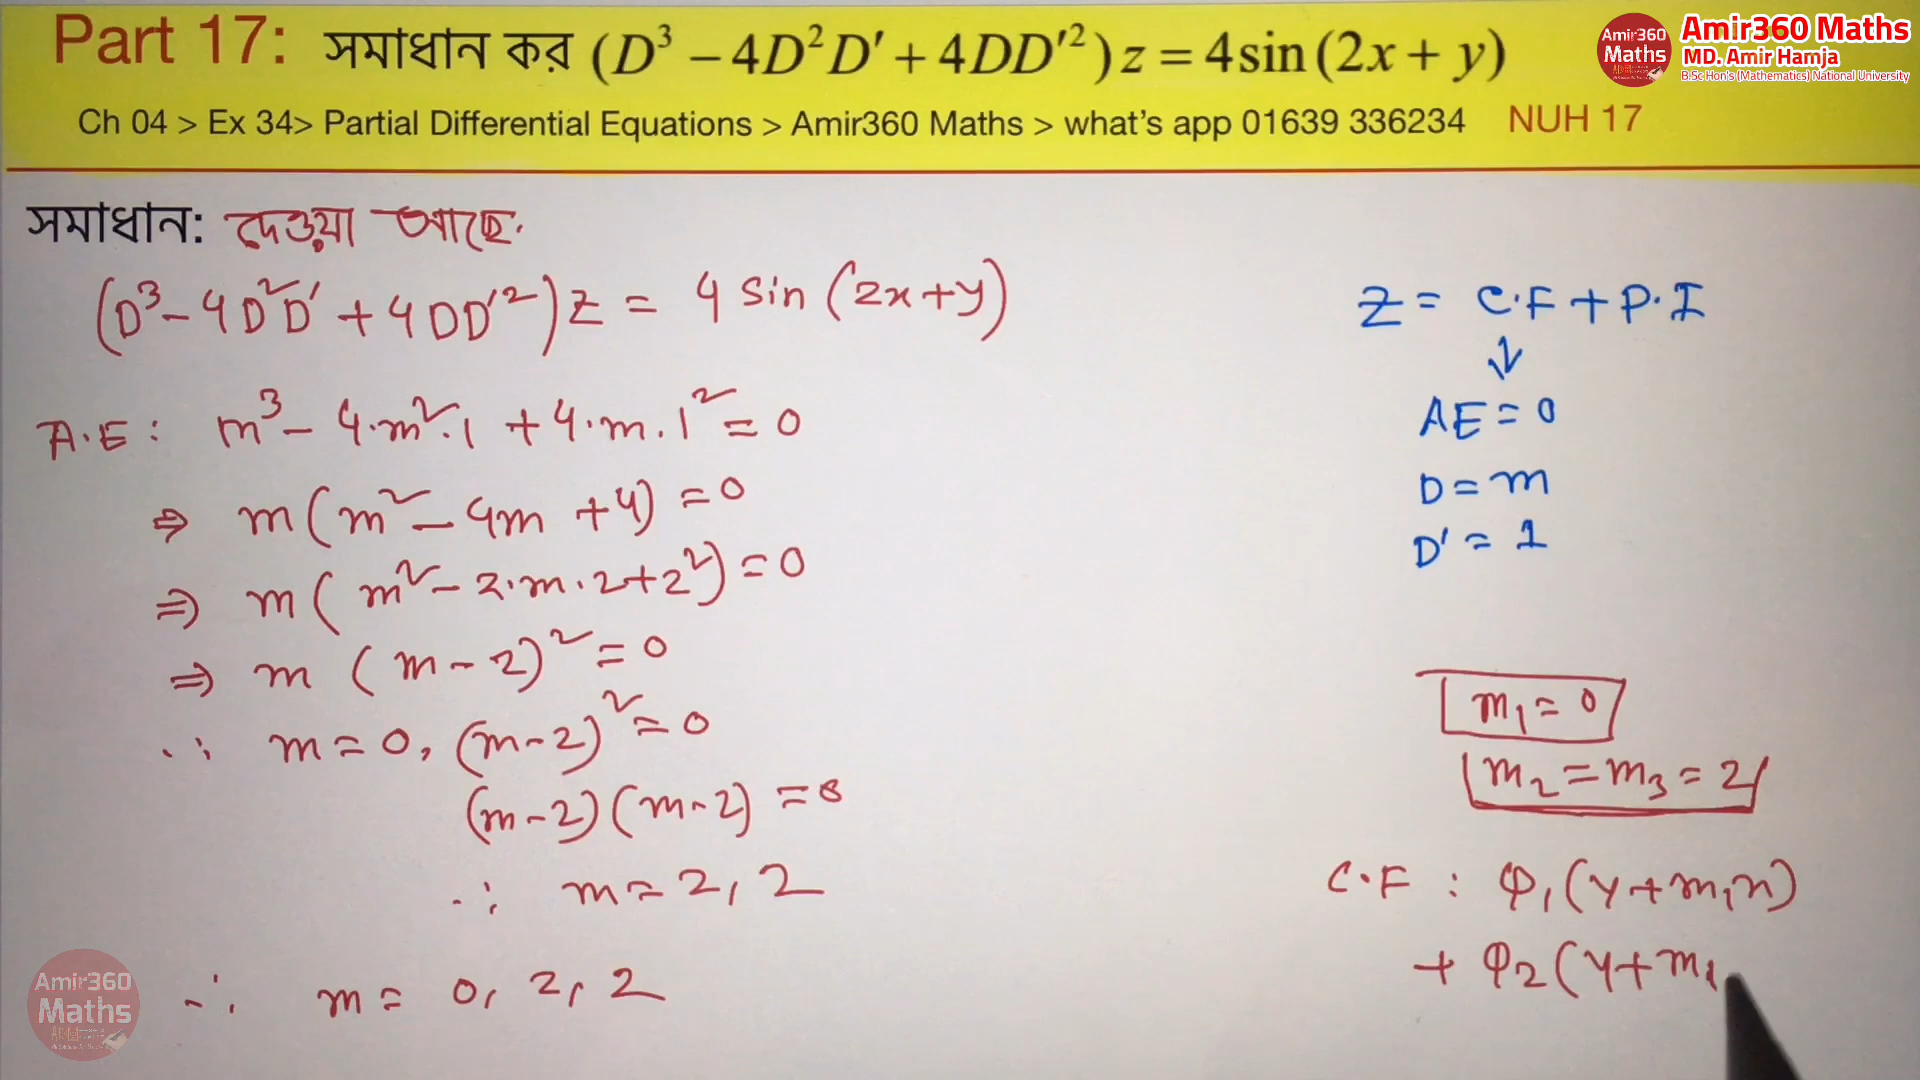 Part 17: সমাধান কর (D³ − 4D²D′ + 4DD′²)z = 4sin(2x + y)
Ch 04 > Ex 34> Partial Differential Equations > Amir360 Maths > what's app 01639 336234 NUH 17
Amir360 Maths
Amir360 Maths
MD. Amir Hamja
B.Sc Hon's (Mathematics) National University
সমাধান: দেওয়া আছে.
(D³ − 4D²D′ + 4DD′²)z = 4 sin(2x+y)
A.E : m³ − 4·m²·1 + 4·m·1² = 0
⇒ m(m² − 4m + 4) = 0
⇒ m(m² − 2·m·2 + 2²) = 0
⇒ m(m − 2)² = 0
∴ m = 0, (m−2)² = 0
(m−2)(m−2) = 0
∴ m = 2, 2
∴ m = 0, 2, 2
Z = C.F + P.I
↓
AE = 0
D = m
D′ = 1
m₁ = 0
m₂ = m₃ = 2
C.F : φ₁(y+m₁x)
+ φ₂(y+m₁
Amir360
Maths